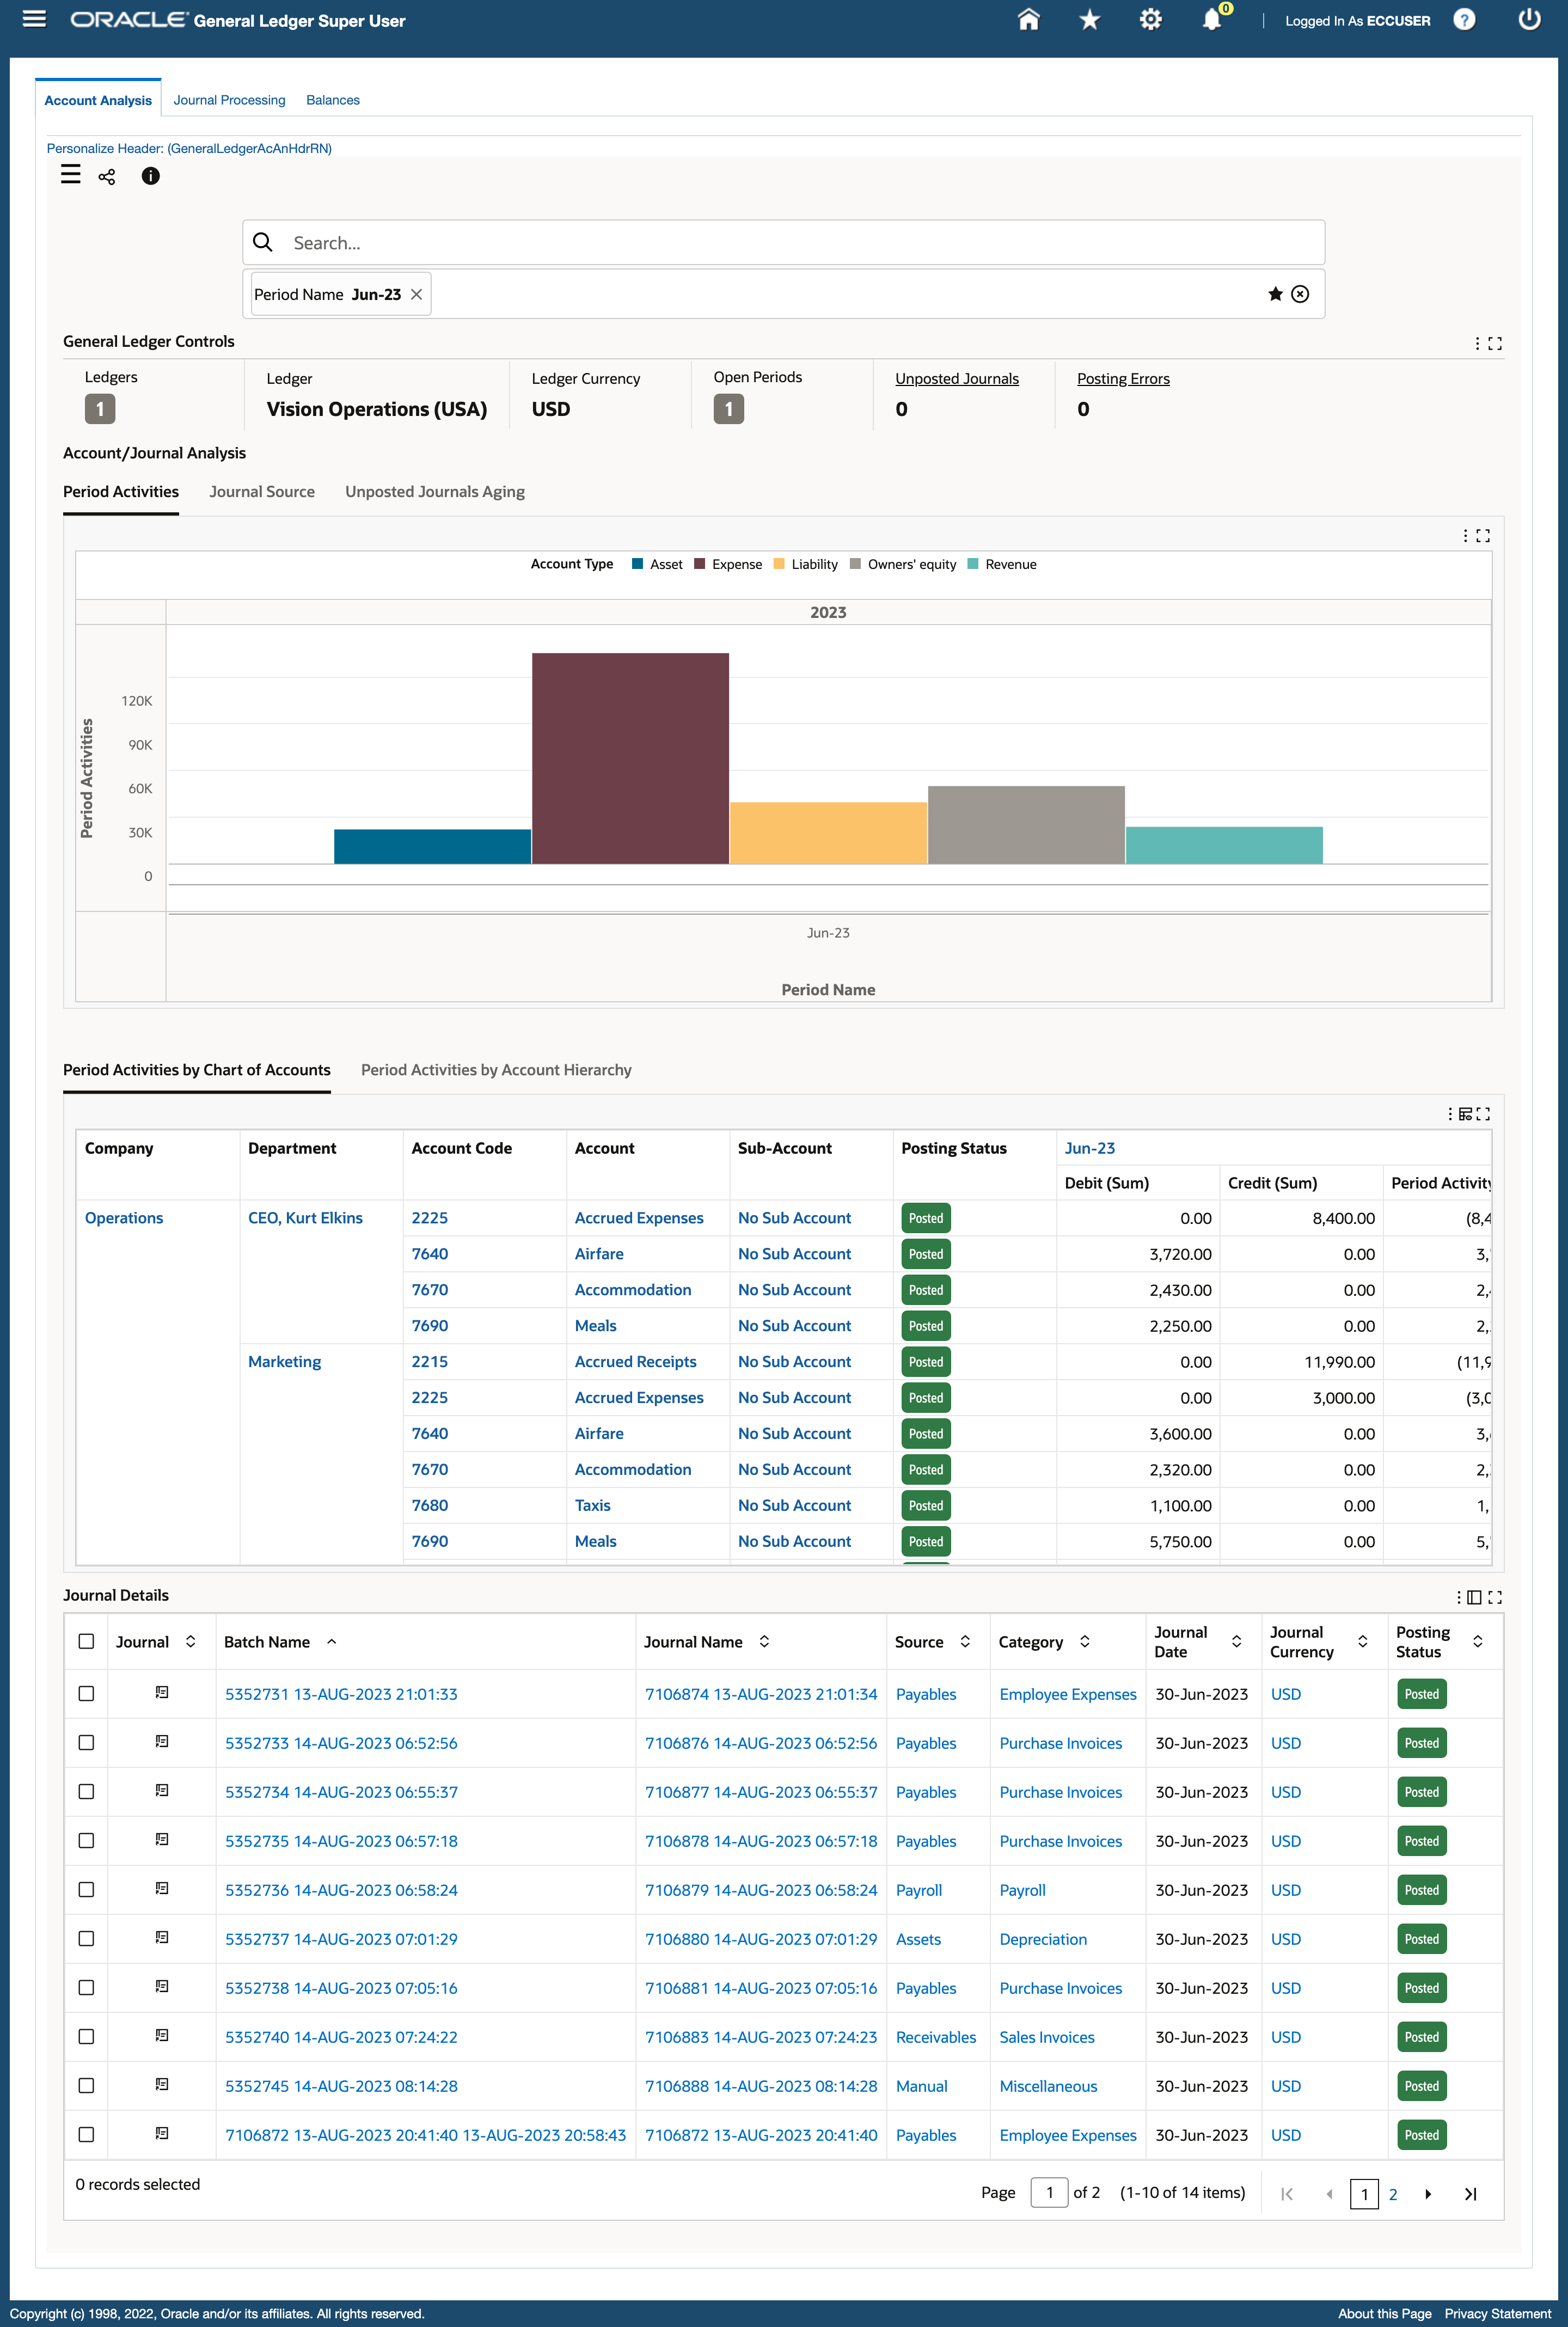 ORACLE General Ledger Super User
0
Logged In As ECCUSER
?
Account Analysis
Journal Processing
Balances
Personalize Header: (GeneralLedgerAcAnHdrRN)
Search...
Period Name Jun-23
General Ledger Controls
Ledgers
1
Ledger
Vision Operations (USA)
Ledger Currency
USD
Open Periods
1
Unposted Journals
0
Posting Errors
0
Account/Journal Analysis
Period Activities
Journal Source
Unposted Journals Aging
Account Type Asset Expense Liability Owners' equity Revenue
2023
Period Activities
120K
90K
60K
30K
0
Jun-23
Period Name
Period Activities by Chart of Accounts
Period Activities by Account Hierarchy
Company Department Account Code Account Sub-Account Posting Status Jun-23
Debit (Sum) Credit (Sum) Period Activity
Operations CEO, Kurt Elkins 2225 Accrued Expenses No Sub Account Posted 0.00 8,400.00 (8,4
7640 Airfare No Sub Account Posted 3,720.00 0.00 3,
7670 Accommodation No Sub Account Posted 2,430.00 0.00 2,
7690 Meals No Sub Account Posted 2,250.00 0.00 2,
Marketing 2215 Accrued Receipts No Sub Account Posted 0.00 11,990.00 (11,9
2225 Accrued Expenses No Sub Account Posted 0.00 3,000.00 (3,0
7640 Airfare No Sub Account Posted 3,600.00 0.00 3,
7670 Accommodation No Sub Account Posted 2,320.00 0.00 2,
7680 Taxis No Sub Account Posted 1,100.00 0.00 1,
7690 Meals No Sub Account Posted 5,750.00 0.00 5,
Journal Details
Journal Batch Name Journal Name Source Category Journal Date Journal Currency Posting Status
5352731 13-AUG-2023 21:01:33 7106874 13-AUG-2023 21:01:34 Payables Employee Expenses 30-Jun-2023 USD Posted
5352733 14-AUG-2023 06:52:56 7106876 14-AUG-2023 06:52:56 Payables Purchase Invoices 30-Jun-2023 USD Posted
5352734 14-AUG-2023 06:55:37 7106877 14-AUG-2023 06:55:37 Payables Purchase Invoices 30-Jun-2023 USD Posted
5352735 14-AUG-2023 06:57:18 7106878 14-AUG-2023 06:57:18 Payables Purchase Invoices 30-Jun-2023 USD Posted
5352736 14-AUG-2023 06:58:24 7106879 14-AUG-2023 06:58:24 Payroll Payroll 30-Jun-2023 USD Posted
5352737 14-AUG-2023 07:01:29 7106880 14-AUG-2023 07:01:29 Assets Depreciation 30-Jun-2023 USD Posted
5352738 14-AUG-2023 07:05:16 7106881 14-AUG-2023 07:05:16 Payables Purchase Invoices 30-Jun-2023 USD Posted
5352740 14-AUG-2023 07:24:22 7106883 14-AUG-2023 07:24:23 Receivables Sales Invoices 30-Jun-2023 USD Posted
5352745 14-AUG-2023 08:14:28 7106888 14-AUG-2023 08:14:28 Manual Miscellaneous 30-Jun-2023 USD Posted
7106872 13-AUG-2023 20:41:40 13-AUG-2023 20:58:43 7106872 13-AUG-2023 20:41:40 Payables Employee Expenses 30-Jun-2023 USD Posted
0 records selected
Page 1 of 2 (1-10 of 14 items) 1 2
Copyright (c) 1998, 2022, Oracle and/or its affiliates. All rights reserved.
About this Page Privacy Statement